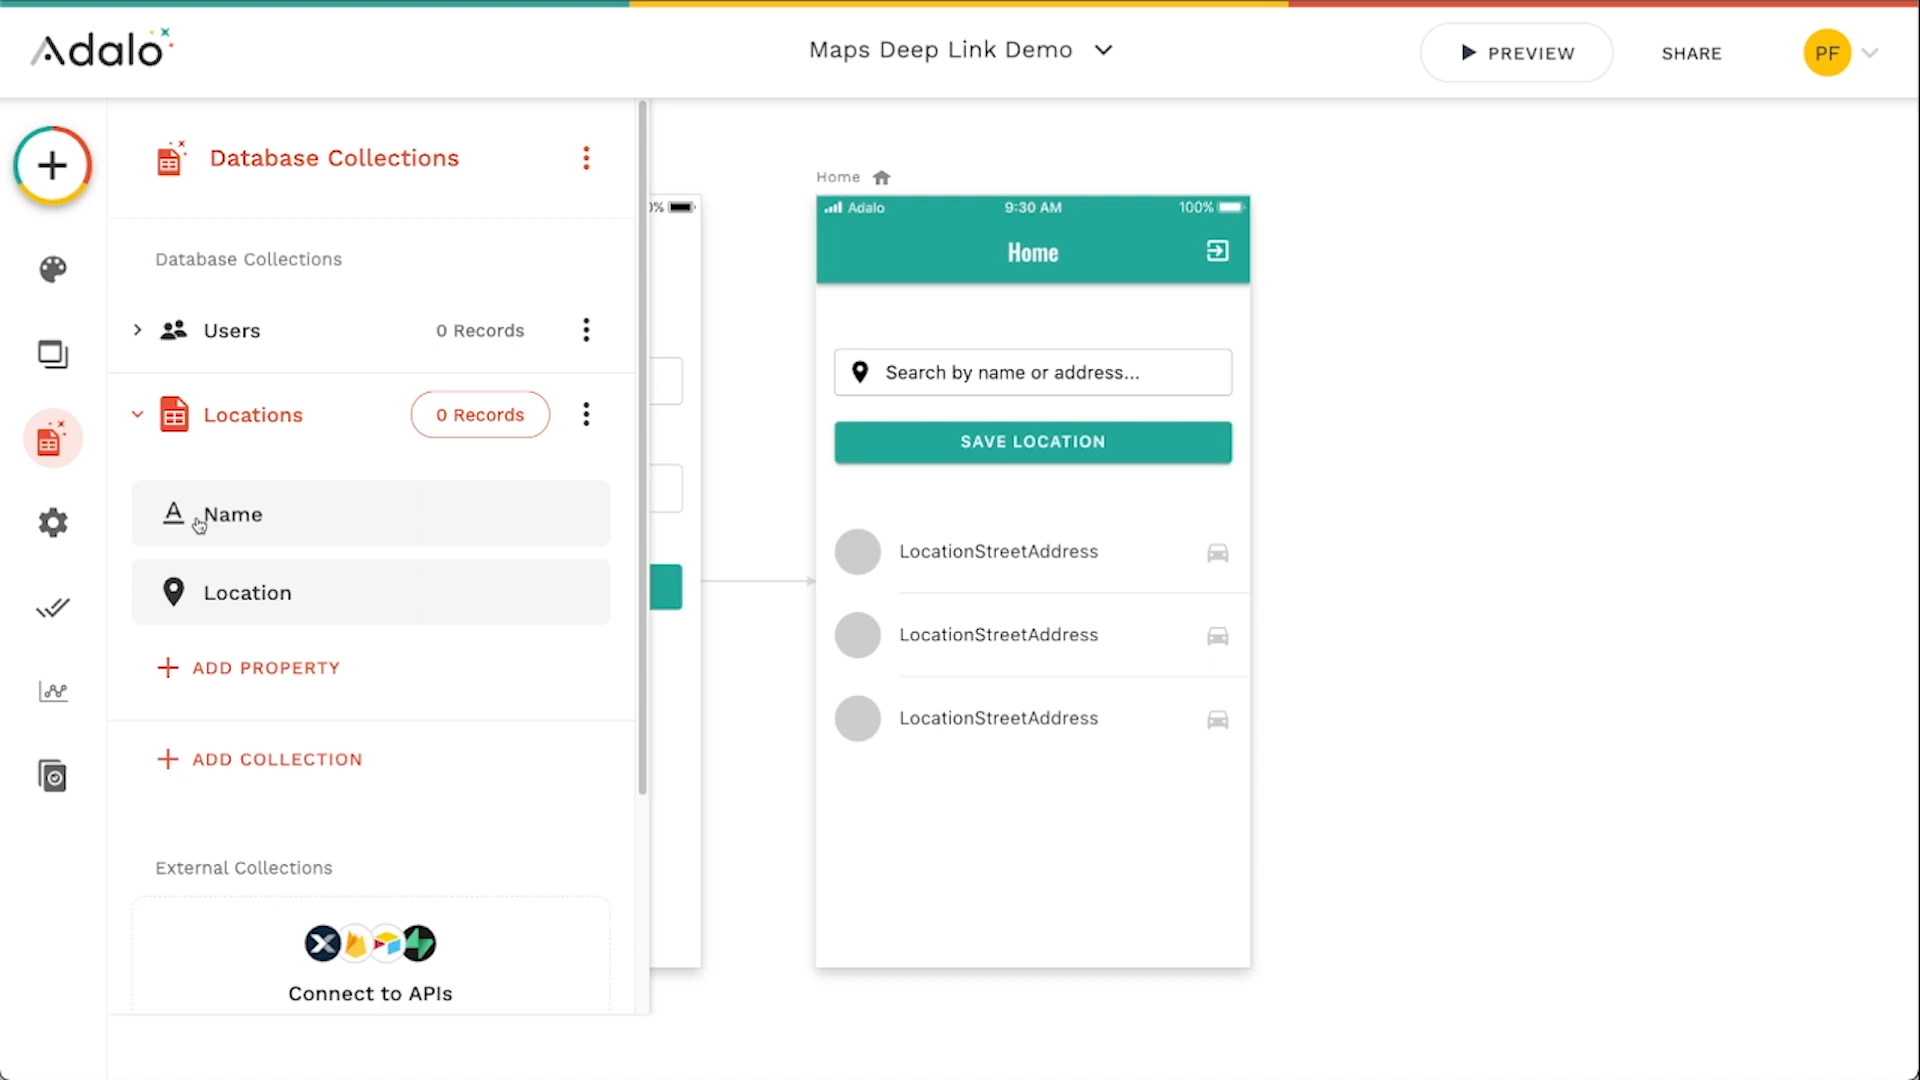 Adalo
Maps Deep Link Demo
PREVIEW
SHARE
PF
Database Collections
Database Collections
Users
0 Records
Locations
0 Records
Name
Location
ADD PROPERTY
ADD COLLECTION
External Collections
Connect to APIs
0%
Home
Adalo
9:30 AM
100%
Home
Search by name or address...
SAVE LOCATION
LocationStreetAddress
LocationStreetAddress
LocationStreetAddress